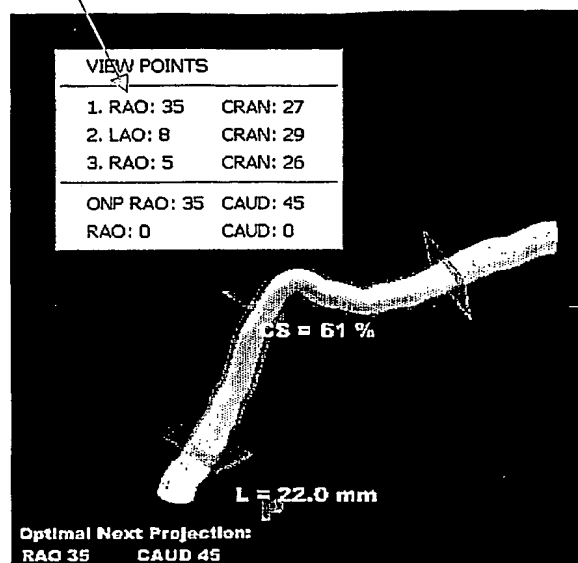 VIEW POINTS
1. RAO: 35 CRAN: 27
2. LAO: 8 CRAN: 29
3. RAO: 5 CRAN: 26
ONP RAO: 35 CAUD: 45
RAO: 0 CAUD: 0
CS = 61 %
L = 22.0 mm
Optimal Next Projection:
RAO 35 CAUD 45